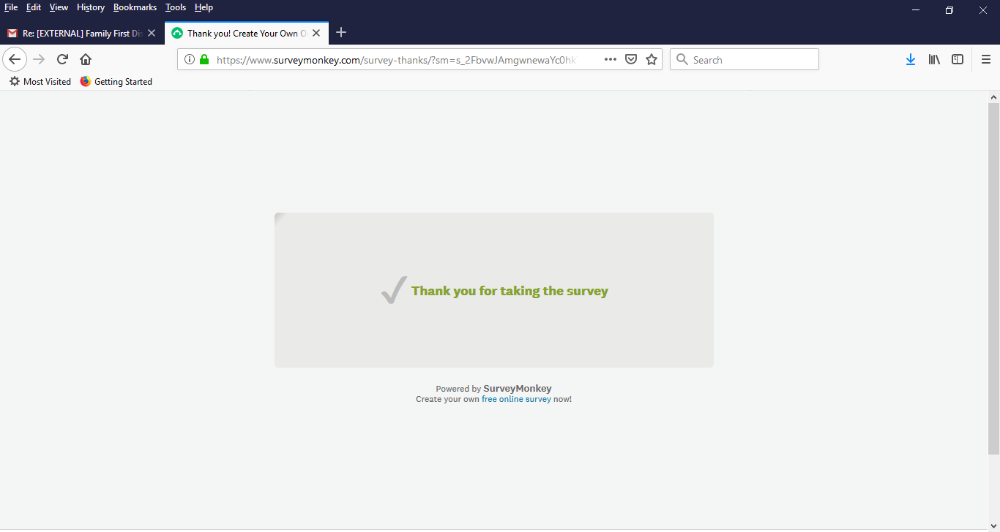 File Edit View History Bookmarks Tools Help
Re: [EXTERNAL] Family First Dis
Thank you! Create Your Own O
https://www.surveymonkey.com/survey-thanks/?sm=s_2FbvwJAmgwnewaYc0hk
Search
Most Visited Getting Started
Thank you for taking the survey
Powered by SurveyMonkey
Create your own free online survey now!